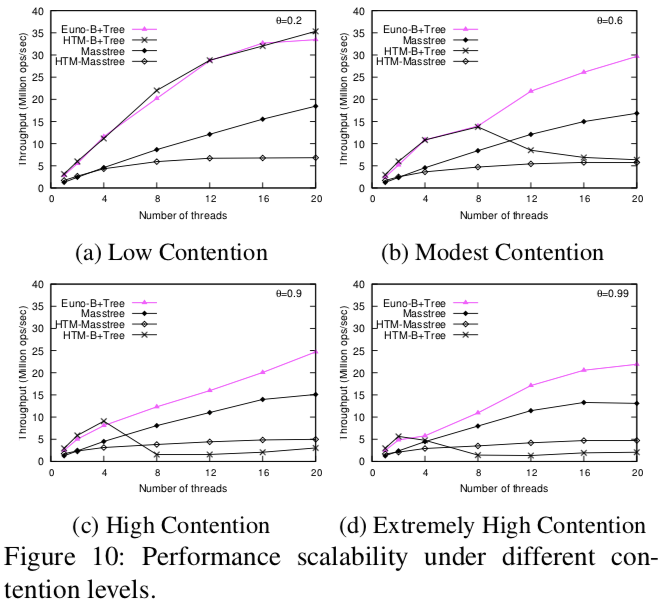 40
35
30
25
20
15
10
5
0
Throughput (Million ops/sec)
θ=0.2
Euno-B+Tree
HTM-B+Tree
Masstree
HTM-Masstree
0 4 8 12 16 20
Number of threads
(a) Low Contention
40
35
30
25
20
15
10
5
0
Throughput (Million ops/sec)
θ=0.6
Euno-B+Tree
Masstree
HTM-B+Tree
HTM-Masstree
0 4 8 12 16 20
Number of threads
(b) Modest Contention
40
35
30
25
20
15
10
5
0
Throughput (Million ops/sec)
θ=0.9
Euno-B+Tree
Masstree
HTM-Masstree
HTM-B+Tree
0 4 8 12 16 20
Number of threads
(c) High Contention
40
35
30
25
20
15
10
5
0
Throughput (Million ops/sec)
θ=0.99
Euno-B+Tree
Masstree
HTM-Masstree
HTM-B+Tree
0 4 8 12 16 20
Number of threads
(d) Extremely High Contention
Figure 10: Performance scalability under different con-
tention levels.